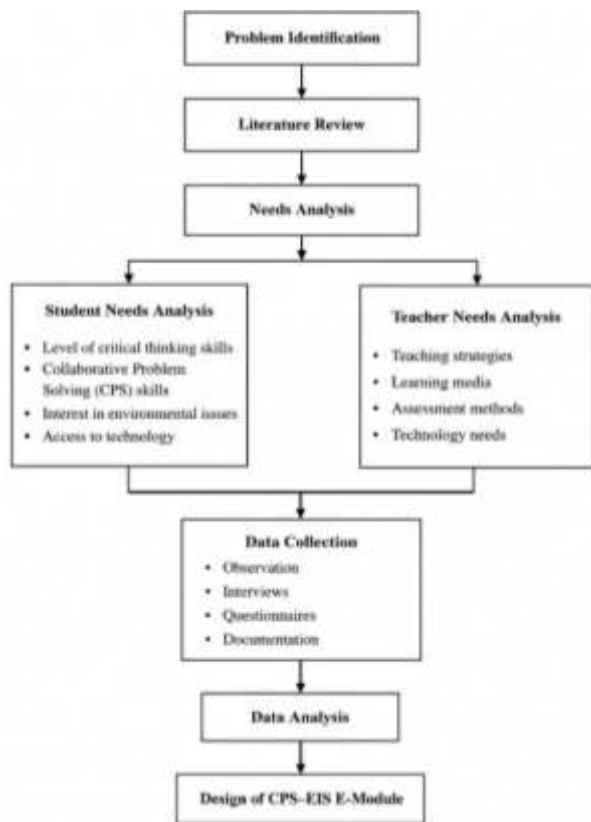 Problem Identification
Literature Review
Needs Analysis
Student Needs Analysis
• Level of critical thinking skills
• Collaborative Problem
Solving (CPS) skills
• Interest in environmental issues
• Access to technology
Teacher Needs Analysis
• Teaching strategies
• Learning media
• Assessment methods
• Technology needs
Data Collection
• Observation
• Interviews
• Questionnaires
• Documentation
Data Analysis
Design of CPS–EIS E-Module